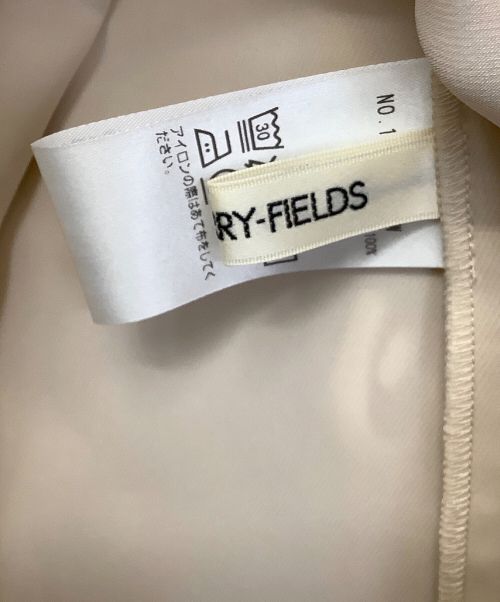 NO.1
30
RY-FIELDS
100%
アイロンの際はあて布をしてく
ださい。